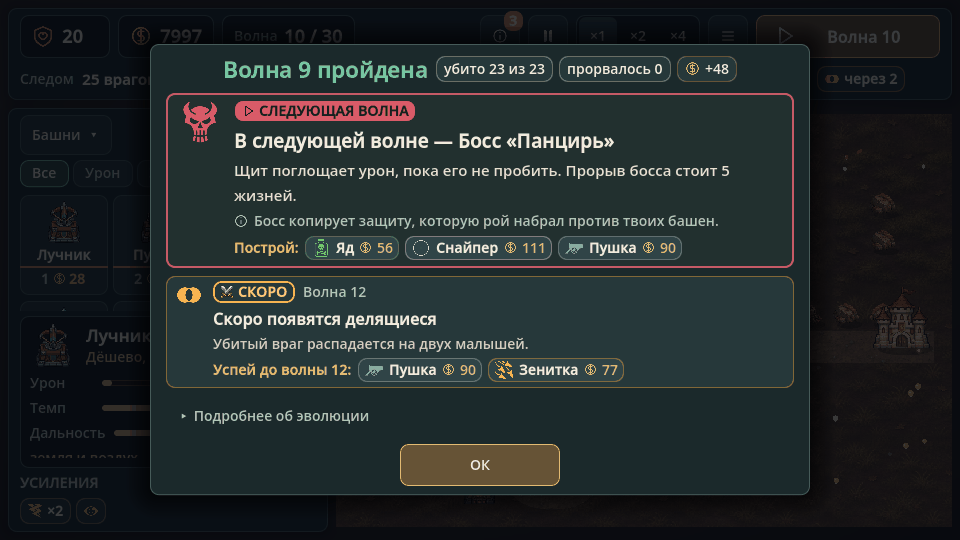 20
7997
Волна 10 / 30
3
×1
×2
×4
Волна 10
Следом 25 врагов
через 2
Волна 9 пройдена
убито 23 из 23
прорвалось 0
+48
СЛЕДУЮЩАЯ ВОЛНА
В следующей волне — Босс «Панцирь»
Щит поглощает урон, пока его не пробить. Прорыв босса стоит 5
жизней.
Босс копирует защиту, которую рой набрал против твоих башен.
Построй: Яд 56 Снайпер 111 Пушка 90
СКОРО Волна 12
Скоро появятся делящиеся
Убитый враг распадается на двух малышей.
Успей до волны 12: Пушка 90 Зенитка 77
Подробнее об эволюции
ОК
Башни
Все
Урон
Лучник
1 28
2
Лучник
Дёшево,
Урон
Темп
Дальность
УСИЛЕНИЯ
×2